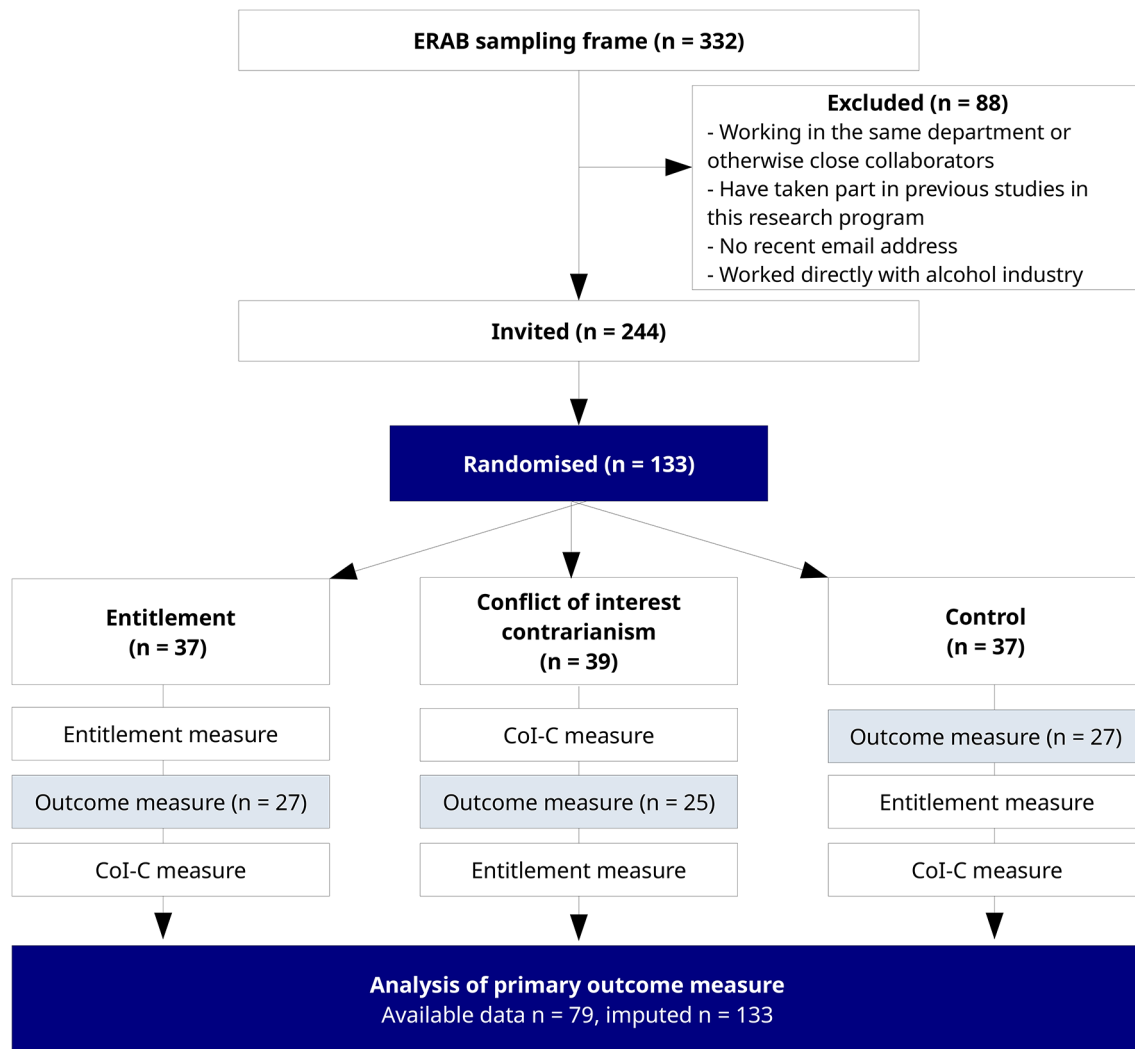 ERAB sampling frame (n = 332)
Excluded (n = 88)
- Working in the same department or
otherwise close collaborators
- Have taken part in previous studies in
this research program
- No recent email address
- Worked directly with alcohol industry
Invited (n = 244)
Randomised (n = 133)
Entitlement
(n = 37)
Conflict of interest
contrarianism
(n = 39)
Control
(n = 37)
Entitlement measure
Outcome measure (n = 27)
CoI-C measure
CoI-C measure
Outcome measure (n = 25)
Entitlement measure
Outcome measure (n = 27)
Entitlement measure
CoI-C measure
Analysis of primary outcome measure
Available data n = 79, imputed n = 133